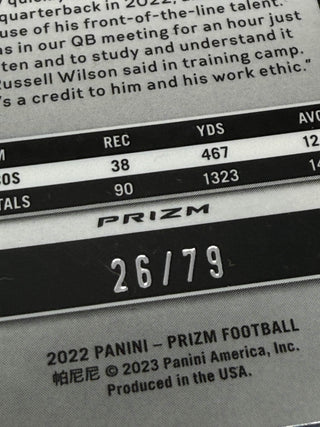 quarterback in 2022,
use of his front-of-the-line talent.
as in our QB meeting for an hour just
ten and to study and understand it
Russell Wilson said in training camp.
's a credit to him and his work ethic."
M REC YDS AVG
OS 38 467 12
TALS 90 1323 14
PRIZM
26/79
2022 PANINI – PRIZM FOOTBALL
帕尼尼 © 2023 Panini America, Inc.
Produced in the USA.